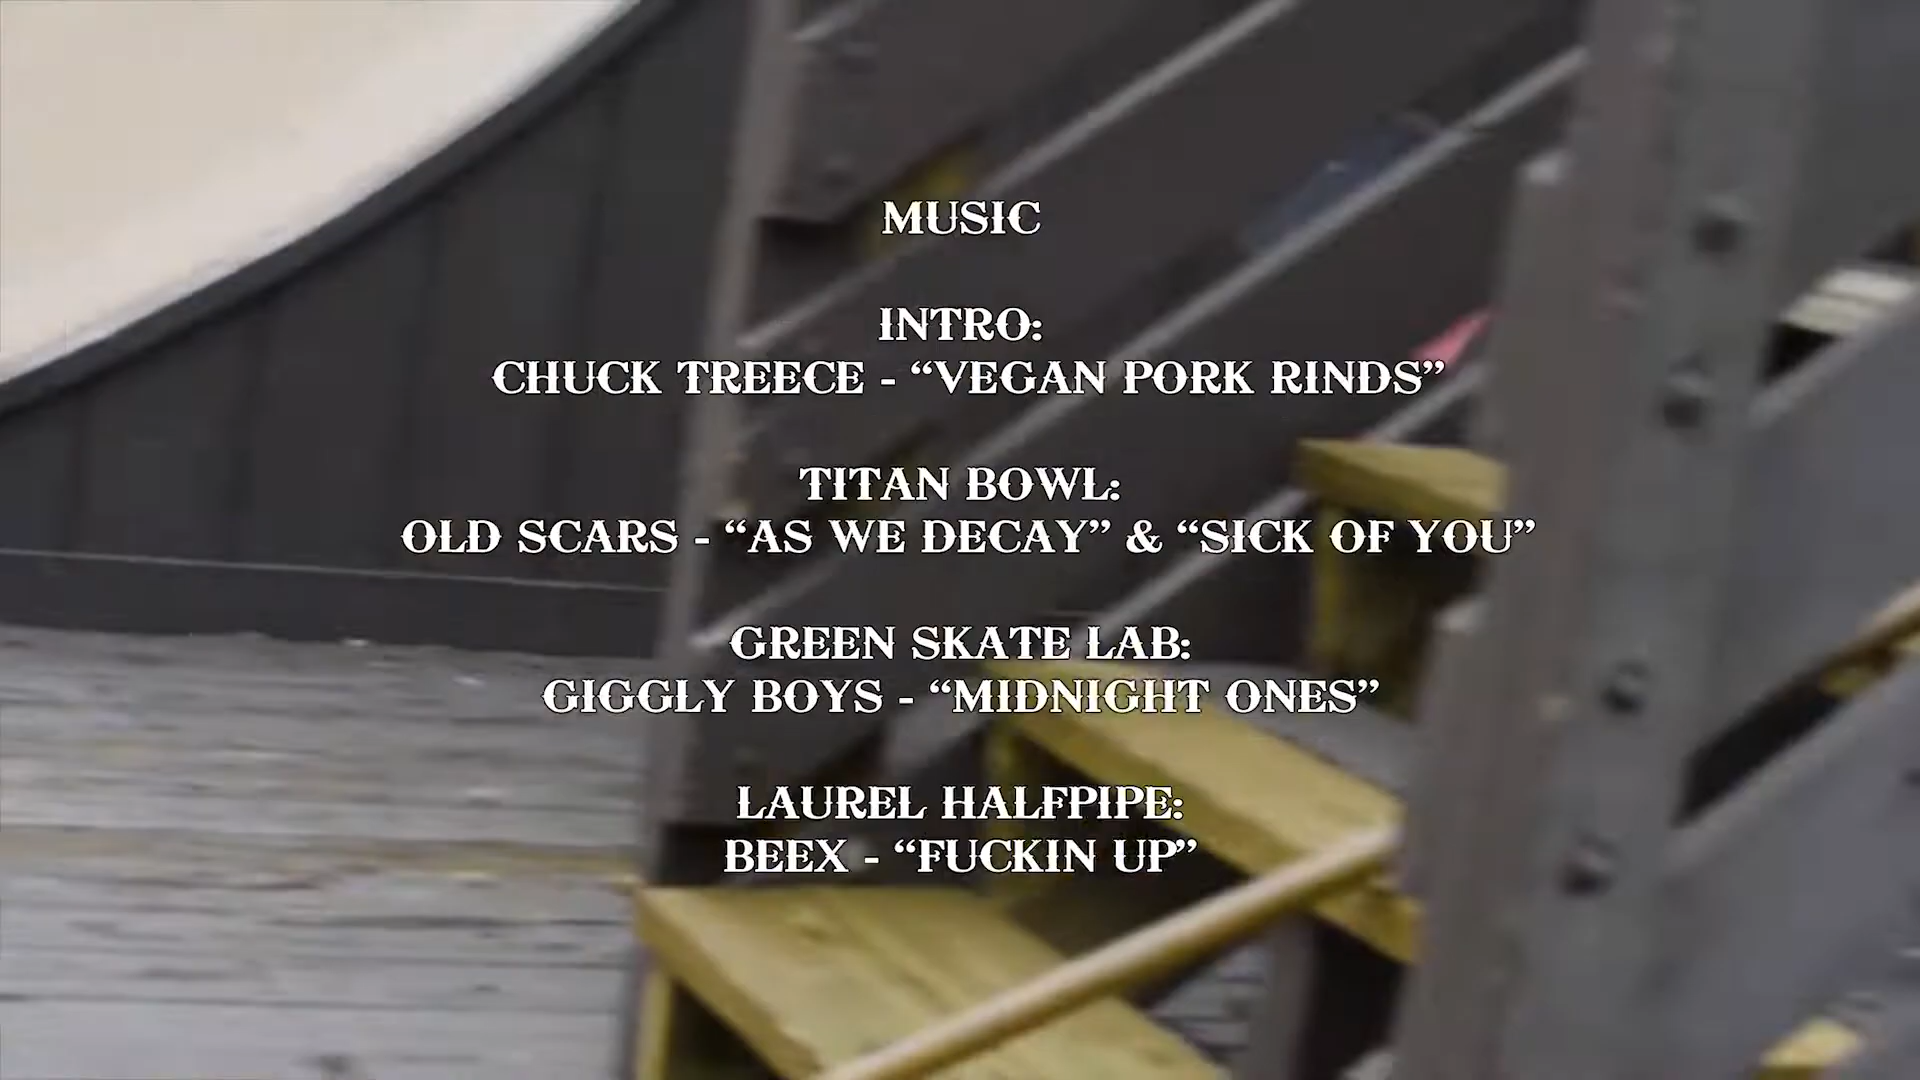 MUSIC
INTRO:
CHUCK TREECE - “VEGAN PORK RINDS”
TITAN BOWL:
OLD SCARS - “AS WE DECAY” & “SICK OF YOU”
GREEN SKATE LAB:
GIGGLY BOYS - “MIDNIGHT ONES”
LAUREL HALFPIPE:
BEEX - “FUCKIN UP”